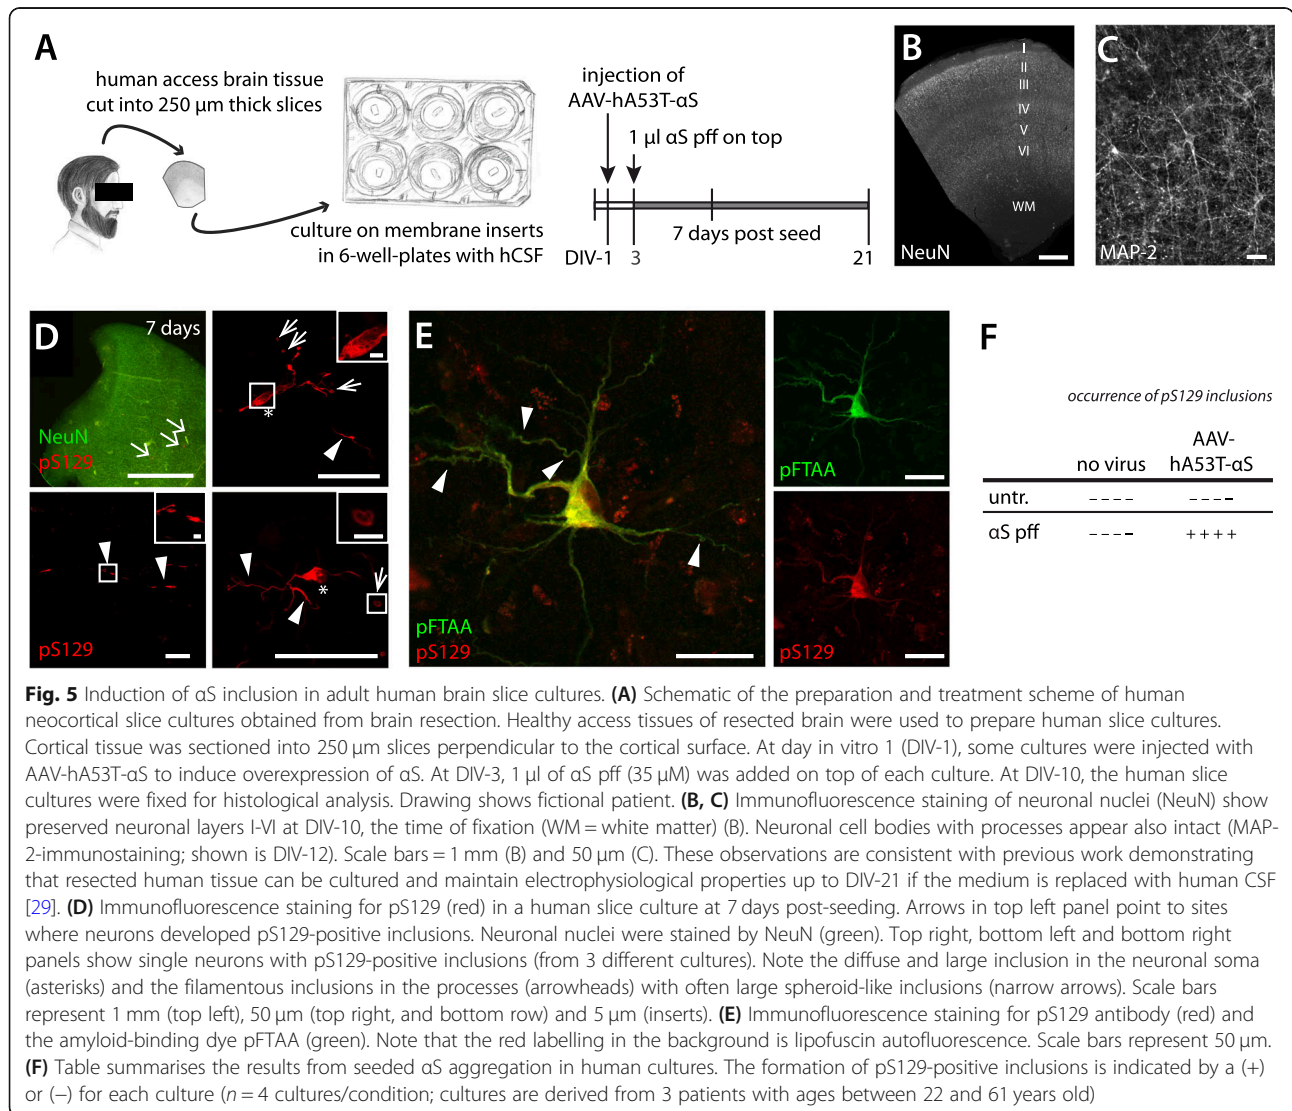 A
human access brain tissue
cut into 250 µm thick slices
culture on membrane inserts
in 6-well-plates with hCSF
injection of
AAV-hA53T-αS
1 µl αS pff on top
7 days post seed
DIV-1
3
21
B
I
II
III
IV
V
VI
WM
NeuN
C
MAP-2
D
7 days
NeuN
pS129
*
pS129
*
E
pFTAA
pS129
pFTAA
pS129
F
occurrence of pS129 inclusions
no virus
AAV-
hA53T-αS
untr. – – – – – – – –
αS pff – – – – + + + +
Fig. 5 Induction of αS inclusion in adult human brain slice cultures. (A) Schematic of the preparation and treatment scheme of human
neocortical slice cultures obtained from brain resection. Healthy access tissues of resected brain were used to prepare human slice cultures.
Cortical tissue was sectioned into 250 µm slices perpendicular to the cortical surface. At day in vitro 1 (DIV-1), some cultures were injected with
AAV-hA53T-αS to induce overexpression of αS. At DIV-3, 1 µl of αS pff (35 µM) was added on top of each culture. At DIV-10, the human slice
cultures were fixed for histological analysis. Drawing shows fictional patient. (B, C) Immunofluorescence staining of neuronal nuclei (NeuN) show
preserved neuronal layers I-VI at DIV-10, the time of fixation (WM = white matter) (B). Neuronal cell bodies with processes appear also intact (MAP-
2-immunostaining; shown is DIV-12). Scale bars = 1 mm (B) and 50 µm (C). These observations are consistent with previous work demonstrating
that resected human tissue can be cultured and maintain electrophysiological properties up to DIV-21 if the medium is replaced with human CSF
[29]. (D) Immunofluorescence staining for pS129 (red) in a human slice culture at 7 days post-seeding. Arrows in top left panel point to sites
where neurons developed pS129-positive inclusions. Neuronal nuclei were stained by NeuN (green). Top right, bottom left and bottom right
panels show single neurons with pS129-positive inclusions (from 3 different cultures). Note the diffuse and large inclusion in the neuronal soma
(asterisks) and the filamentous inclusions in the processes (arrowheads) with often large spheroid-like inclusions (narrow arrows). Scale bars
represent 1 mm (top left), 50 µm (top right, and bottom row) and 5 µm (inserts). (E) Immunofluorescence staining for pS129 antibody (red) and
the amyloid-binding dye pFTAA (green). Note that the red labelling in the background is lipofuscin autofluorescence. Scale bars represent 50 µm.
(F) Table summarises the results from seeded αS aggregation in human cultures. The formation of pS129-positive inclusions is indicated by a (+)
or (−) for each culture (n = 4 cultures/condition; cultures are derived from 3 patients with ages between 22 and 61 years old)